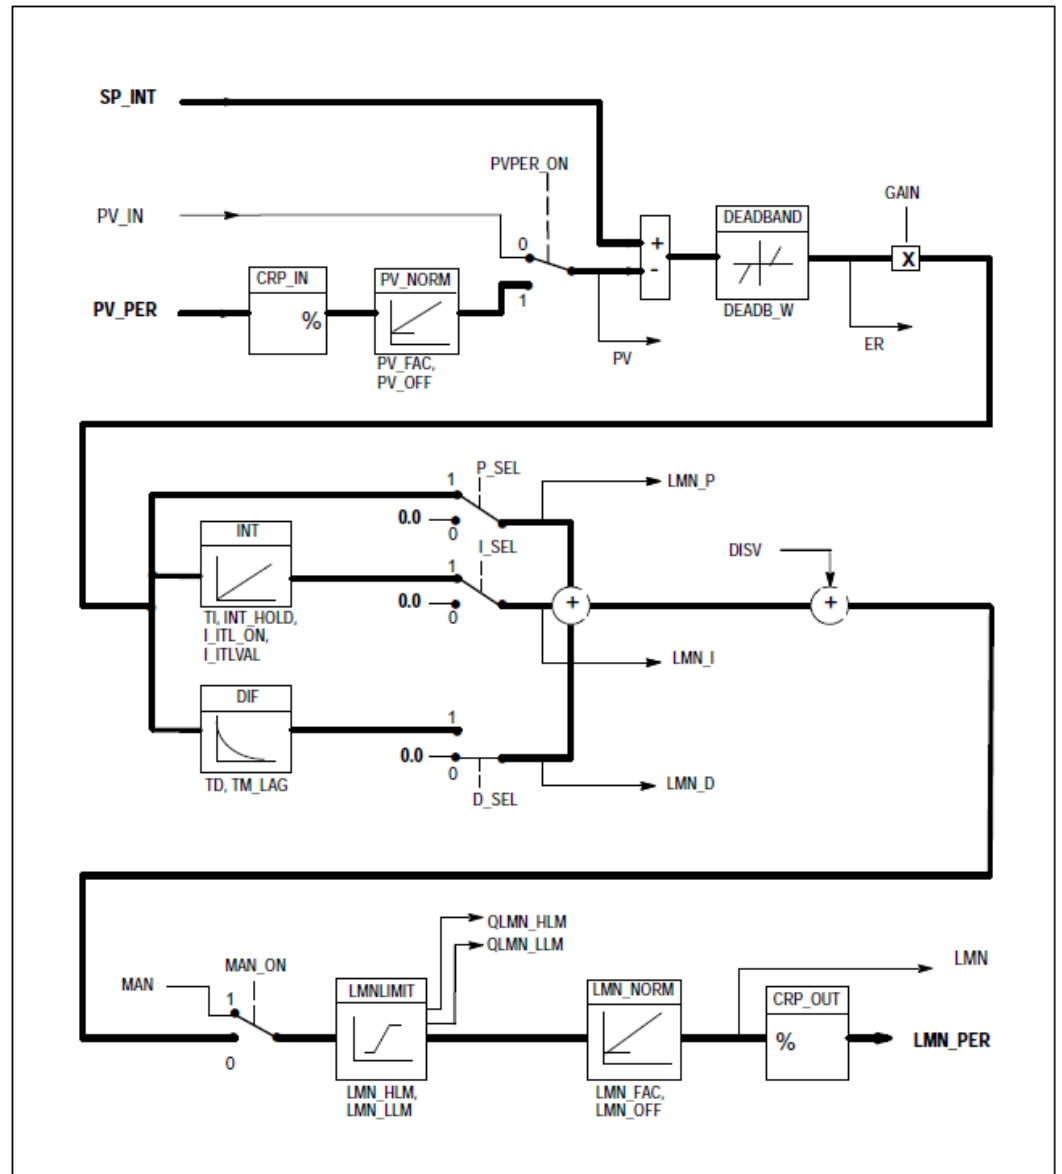 SP_INT
PVPER_ON
GAIN
PV_IN
DEADBAND
0
+
-
X
CRP_IN
PV_NORM
PV_PER
%
1
DEADB_W
PV_FAC,
PV_OFF
PV
ER
P_SEL
1
LMN_P
0.0
0
INT
I_SEL
DISV
1
0.0
0
+
+
TI, INT_HOLD,
I_ITL_ON,
I_ITLVAL
LMN_I
DIF
1
0.0
0
TD, TM_LAG
D_SEL
LMN_D
QLMN_HLM
QLMN_LLM
MAN_ON
LMN
MAN
1
LMNLIMIT
LMN_NORM
CRP_OUT
%
LMN_PER
0
LMN_HLM,
LMN_LLM
LMN_FAC,
LMN_OFF